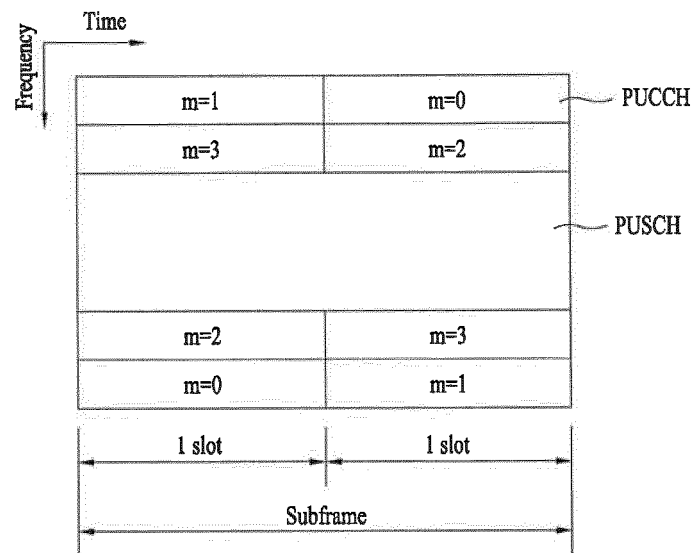 Time
Frequency
m=1 m=0 PUCCH
m=3 m=2
PUSCH
m=2 m=3
m=0 m=1
1 slot 1 slot
Subframe